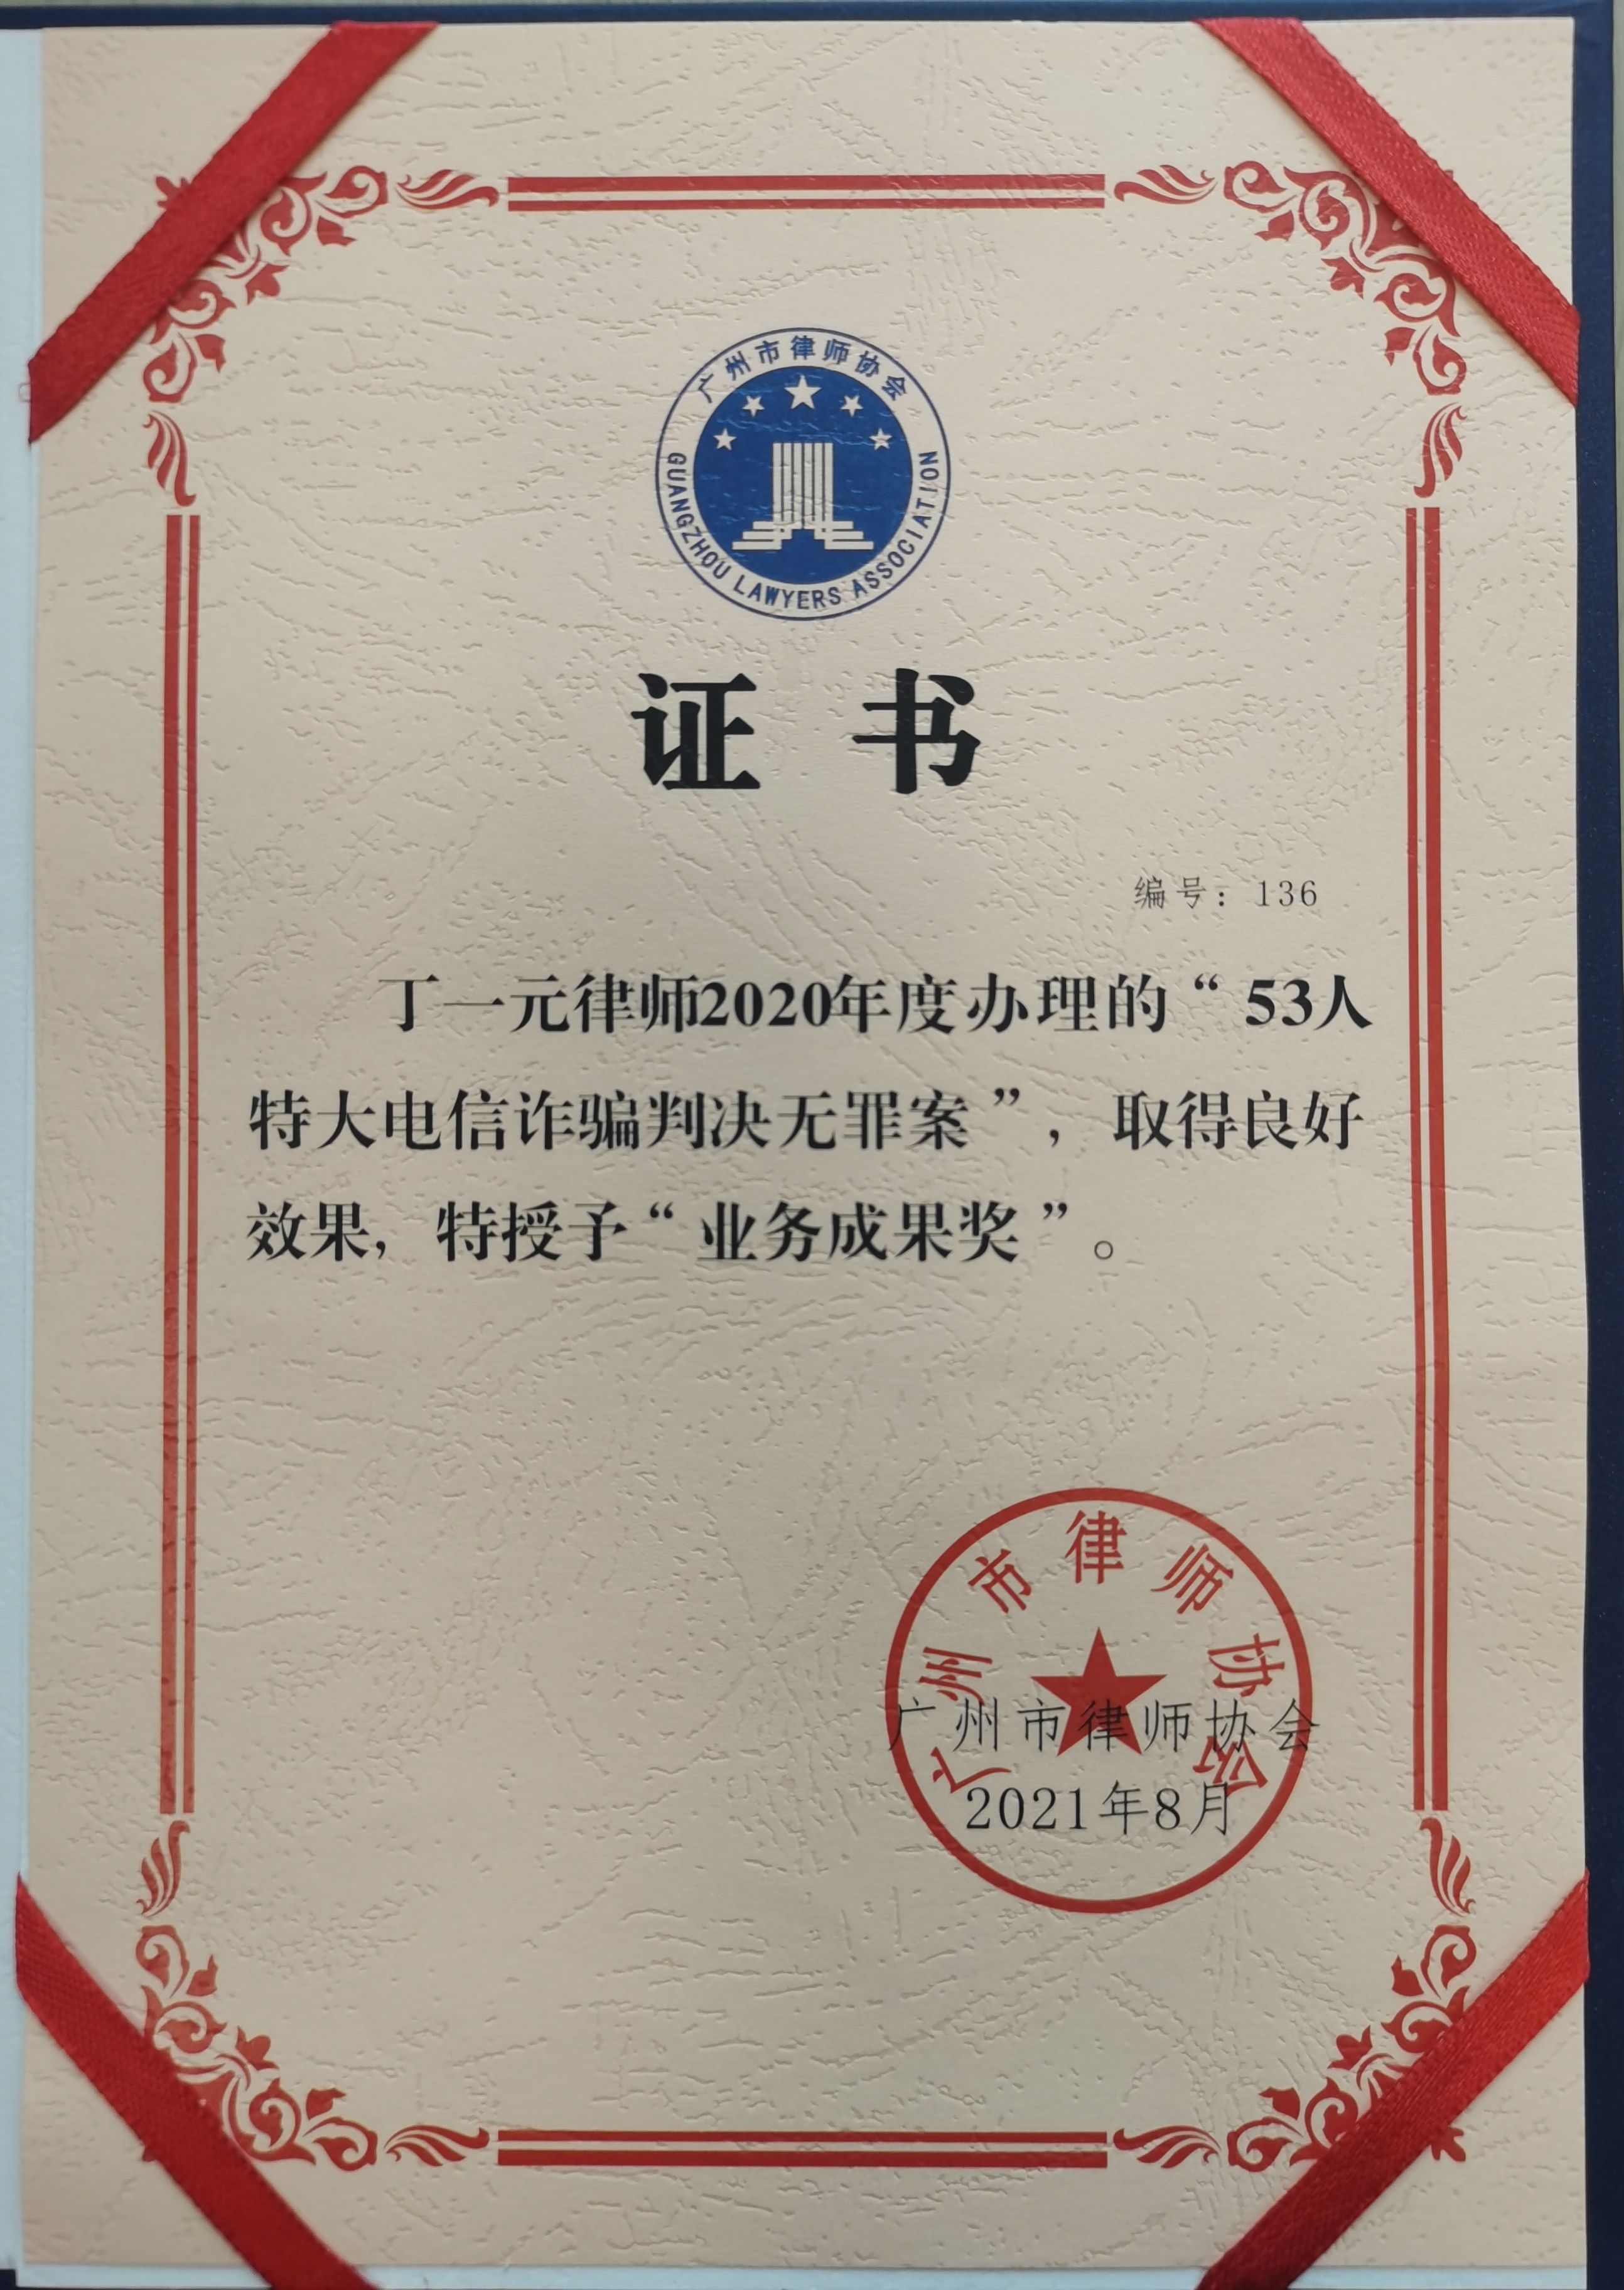 广州市律师协会
GUANGZHOU LAWYERS ASSOCIATION
证 书
编号：136
丁一元律师2020年度办理的“53人
特大电信诈骗判决无罪案”，取得良好
效果，特授予“业务成果奖”。
广州市律师协会
广州市律师协会
2021年8月